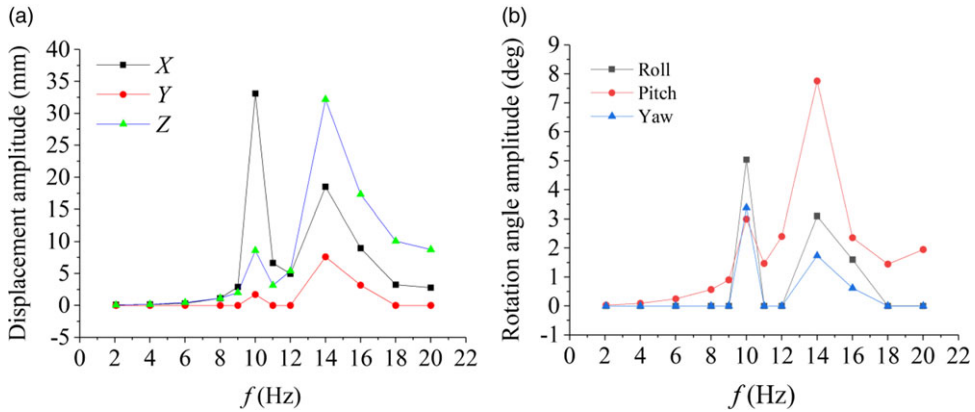 (a)
Displacement amplitude (mm)
40
35
30
25
20
15
10
5
0
-5
X
Y
Z
0 2 4 6 8 10 12 14 16 18 20 22
f (Hz)
(b)
Rotation angle amplitude (deg)
9
8
7
6
5
4
3
2
1
0
-1
Roll
Pitch
Yaw
0 2 4 6 8 10 12 14 16 18 20 22
f (Hz)